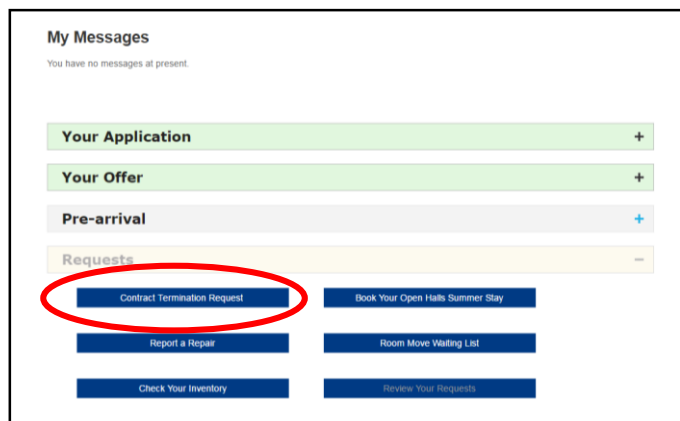 My Messages
You have no messages at present.
Your Application +
Your Offer +
Pre-arrival +
Requests −
Contract Termination Request Book Your Open Halls Summer Stay
Report a Repair Room Move Waiting List
Check Your Inventory Review Your Requests